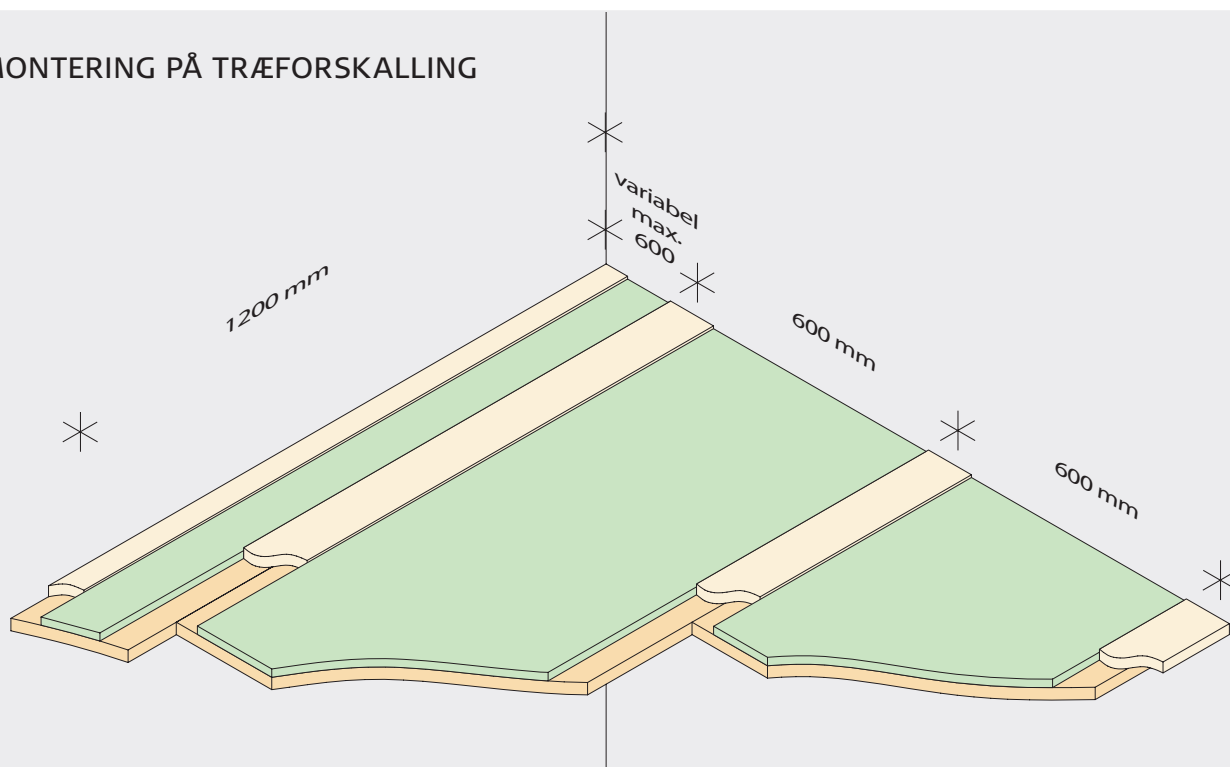 MONTERING PÅ TRÆFORSKALLING
variabel
max.
600
1200 mm
600 mm
600 mm